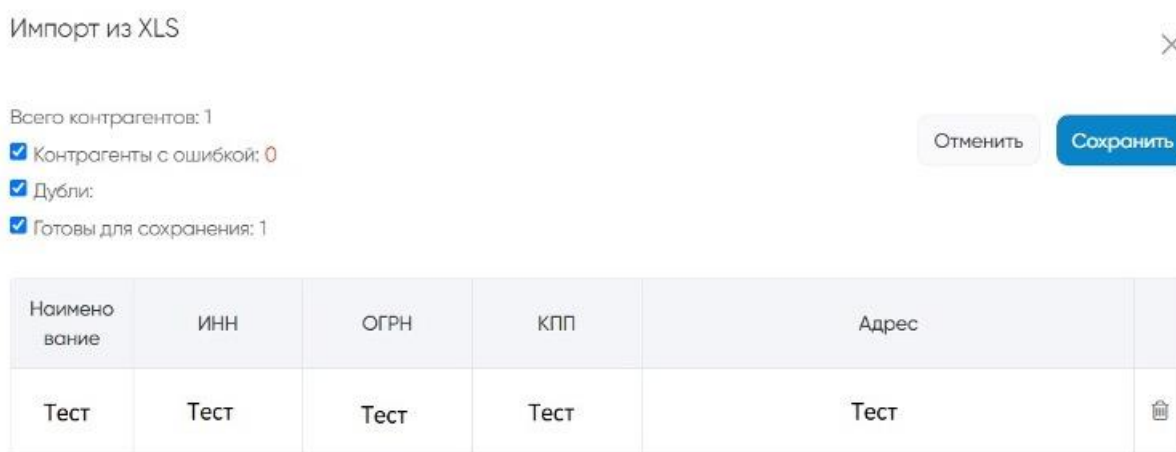 Импорт из XLS
Всего контрагентов: 1
Контрагенты с ошибкой: 0
Дубли:
Готовы для сохранения: 1
Отменить
Сохранить
Наимено
вание
ИНН
ОГРН
КПП
Адрес
Тест
Тест
Тест
Тест
Тест